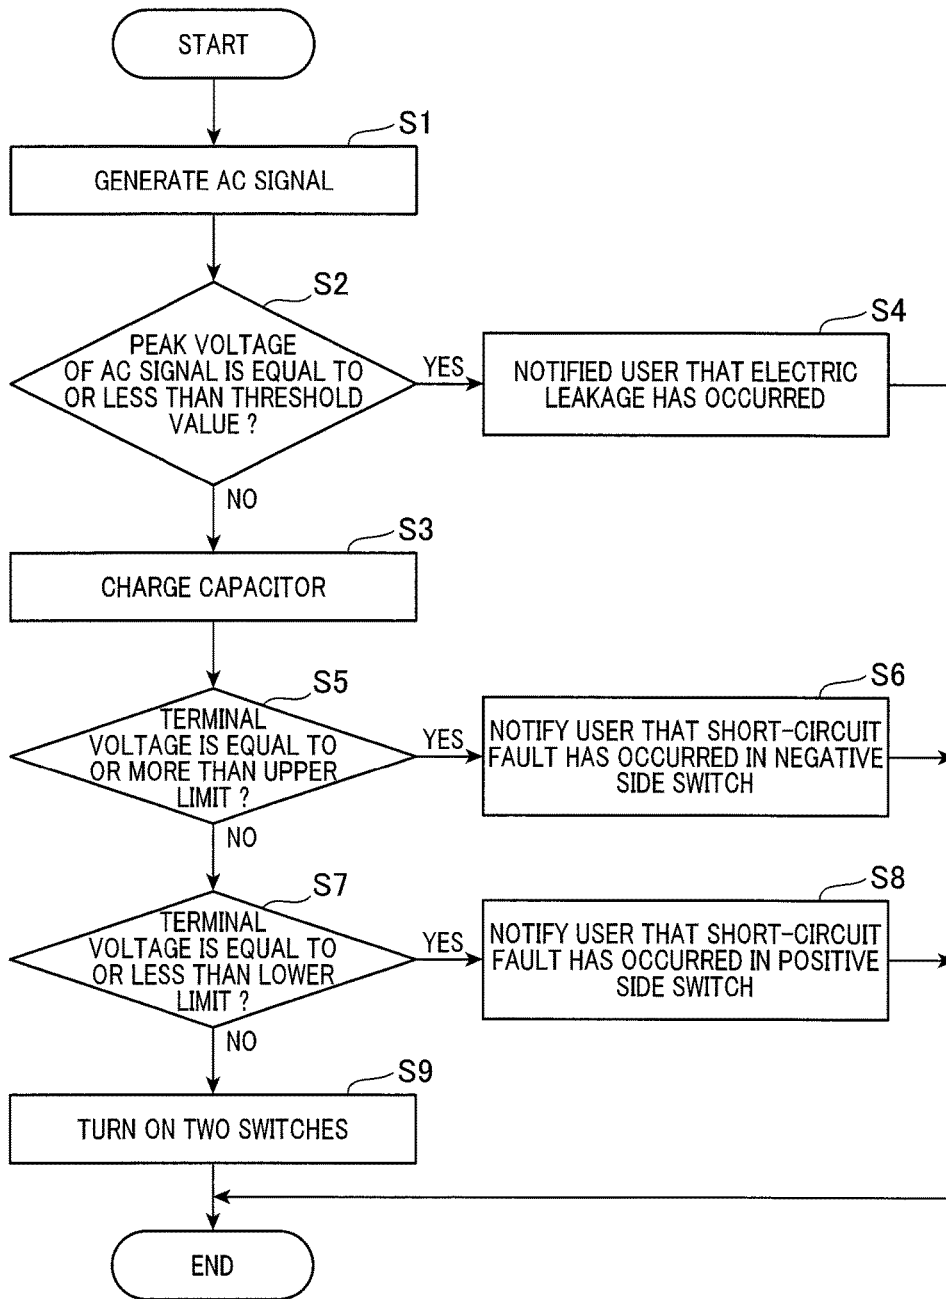 START
S1
GENERATE AC SIGNAL
S2
PEAK VOLTAGE
OF AC SIGNAL IS EQUAL TO
OR LESS THAN THRESHOLD
VALUE ?
YES
S4
NOTIFIED USER THAT ELECTRIC
LEAKAGE HAS OCCURRED
NO
S3
CHARGE CAPACITOR
S5
TERMINAL
VOLTAGE IS EQUAL TO
OR MORE THAN UPPER
LIMIT ?
YES
S6
NOTIFY USER THAT SHORT-CIRCUIT
FAULT HAS OCCURRED IN NEGATIVE
SIDE SWITCH
NO
S7
TERMINAL
VOLTAGE IS EQUAL TO
OR LESS THAN LOWER
LIMIT ?
YES
S8
NOTIFY USER THAT SHORT-CIRCUIT
FAULT HAS OCCURRED IN POSITIVE
SIDE SWITCH
NO
S9
TURN ON TWO SWITCHES
END